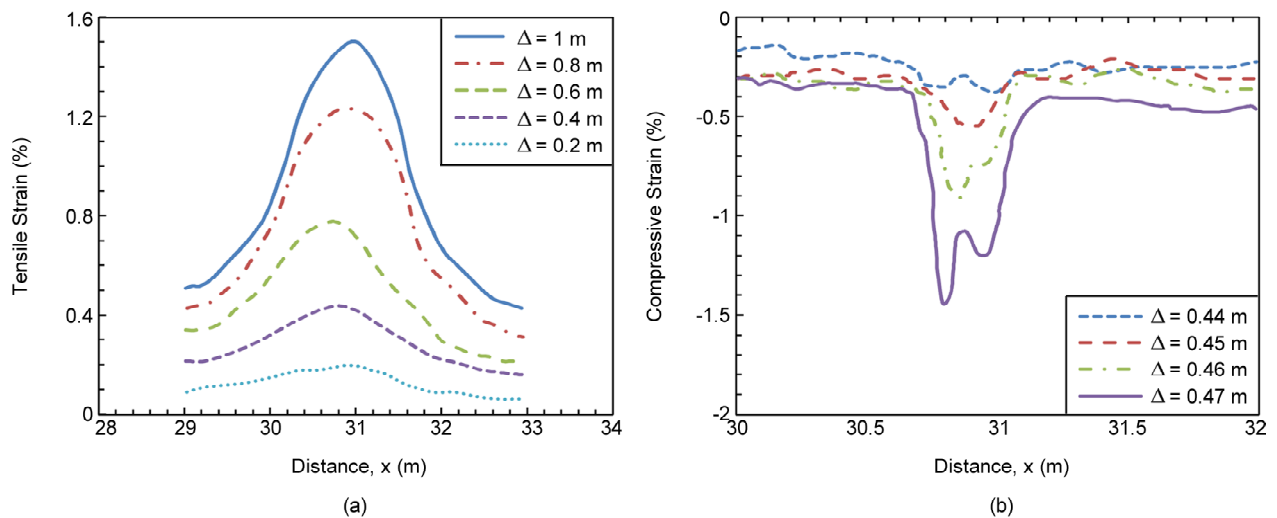 1.6
1.2
0.8
0.4
0
Tensile Strain (%)
Δ = 1 m
Δ = 0.8 m
Δ = 0.6 m
Δ = 0.4 m
Δ = 0.2 m
28 29 30 31 32 33 34
Distance, x (m)
(a)
0
-0.5
-1
-1.5
-2
Compressive Strain (%)
Δ = 0.44 m
Δ = 0.45 m
Δ = 0.46 m
Δ = 0.47 m
30 30.5 31 31.5 32
Distance, x (m)
(b)